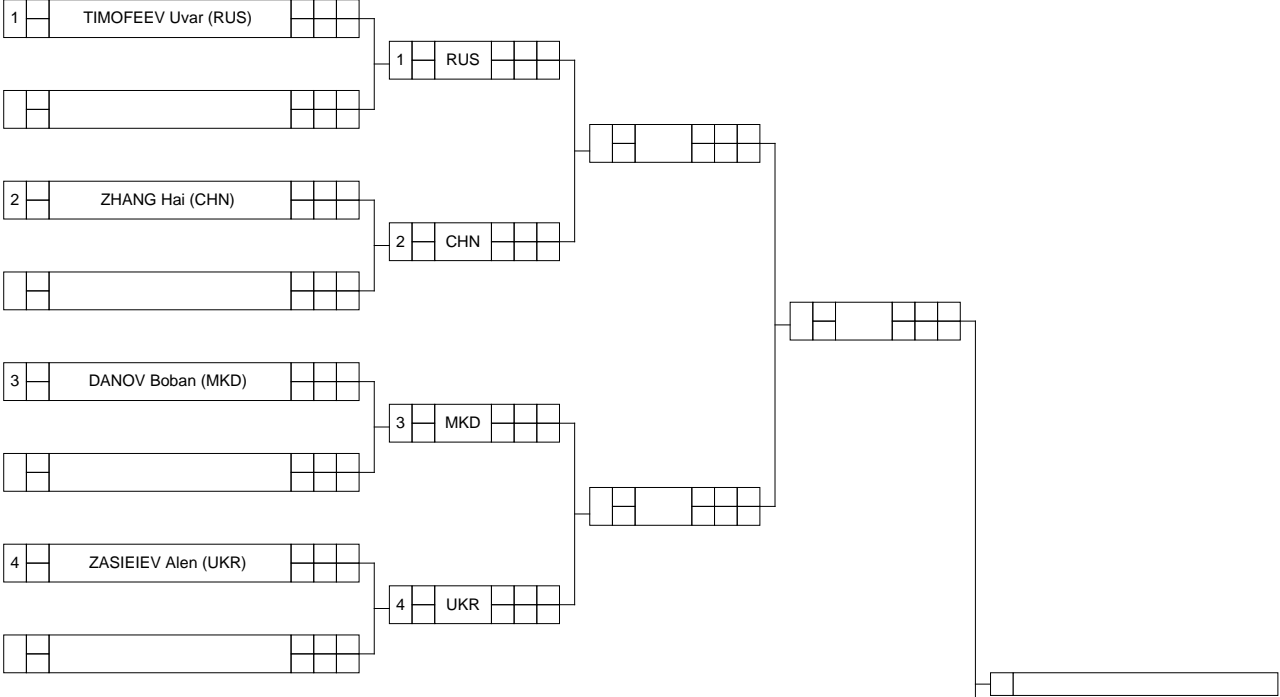 1 TIMOFEEV Uvar (RUS)
1 RUS
2 ZHANG Hai (CHN)
2 CHN
3 DANOV Boban (MKD)
3 MKD
4 ZASIEIEV Alen (UKR)
4 UKR